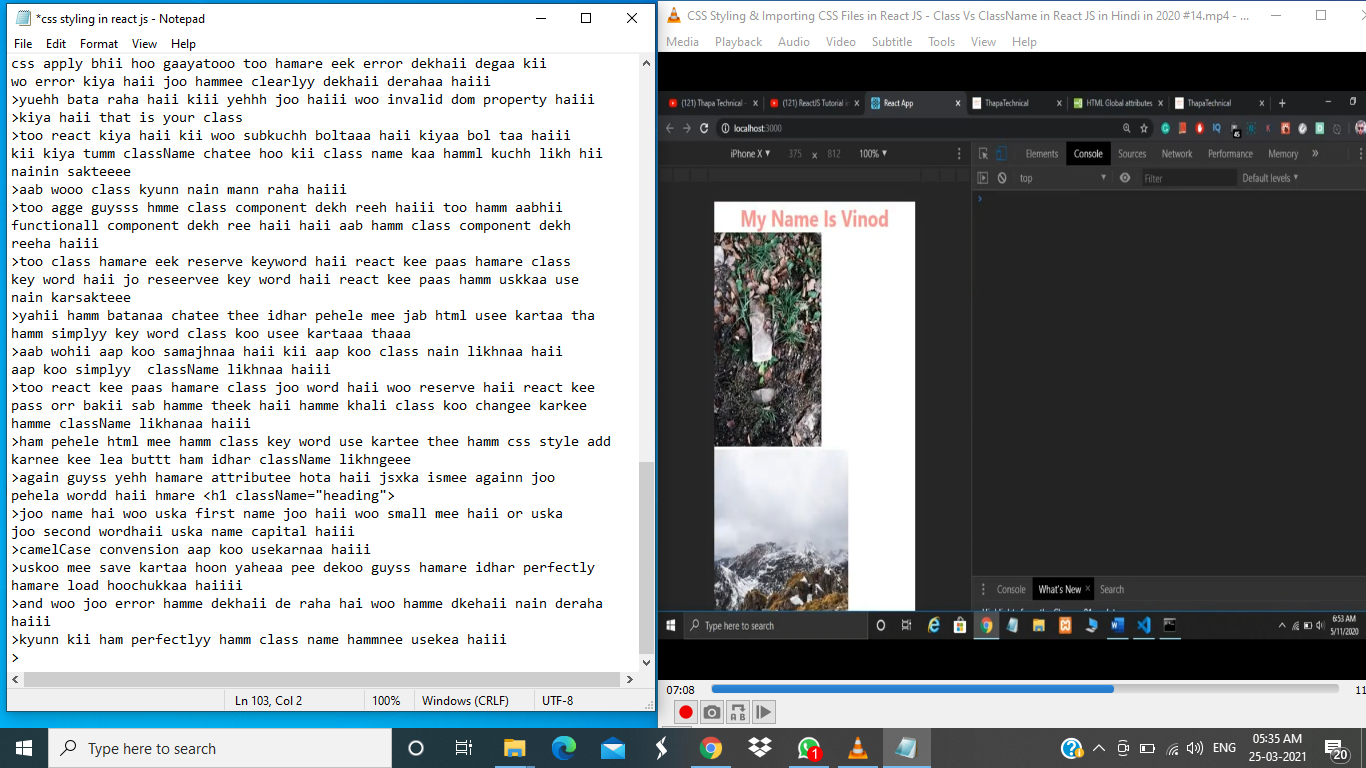 *css styling in react js - Notepad
File Edit Format View Help
css apply bhii hoo gaayatooo too hamare eek error dekhaii degaa kii
wo error kiya haii joo hammee clearlyy dekhaii derahaa haiii
>yuehh bata raha haii kiii yehhh joo haiii woo invalid dom property haiii
>kiya haii that is your class
>too react kiya haii kii woo subkuchh boltaaa haii kiyaa bol taa haiii
kii kiya tumm className chatee hoo kii class name kaa hamml kuchh likh hii
nainin sakteeee
>aab wooo class kyunn nain mann raha haiii
>too agge guysss hmme class component dekh reeh haiii too hamm aabhii
functionall component dekh ree haii haii aab hamm class component dekh
reeha haiii
>too class hamare eek reserve keyword haii react kee paas hamare class
key word haii jo reseervee key word haii react kee paas hamm uskkaa use
nain karsakteee
>yahii hamm batanaa chatee thee idhar pehele mee jab html usee kartaa tha
hamm simplyy key word class koo usee kartaaa thaaa
>aab wohii aap koo samajhnaa haii kii aap koo class nain likhnaa haii
aap koo simplyy  className likhnaa haiii
>too react kee paas hamare class joo word haii woo reserve haii react kee
pass orr bakii sab hamme theek haii hamme khali class koo changee karkee
hamme className likhanaa haiii
>ham pehele html mee hamm class key word use kartee thee hamm css style add
karnee kee lea buttt ham idhar className likhngeee
>again guyss yehh hamare attributee hota haii jsxka ismee againn joo
pehela wordd haii hmare <h1 className="heading">
>joo name hai woo uska first name joo haii woo small mee haii or uska
joo second wordhaii uska name capital haiii
>camelCase convension aap koo usekarnaa haiii
>uskoo mee save kartaa hoon yaheaa pee dekoo guyss hamare idhar perfectly
hamare load hoochukkaa haiiii
>and woo joo error hamme dekhaii de raha hai woo hamme dkehaii nain deraha
haiii
>kyunn kii ham perfectlyy hamm class name hammnee usekea haiii
>
Ln 103, Col 2 100% Windows (CRLF) UTF-8
CSS Styling & Importing CSS Files in React JS - Class Vs ClassName in React JS in Hindi in 2020 #14.mp4 - ...
Media Playback Audio Video Subtitle Tools View Help
(121) Thapa Technical - (121) ReactJS Tutorial in React App ThapaTechnical HTML Global attributes ThapaTechnical
localhost:3000
iPhone X 375 x 812 100% Elements Console Sources Network Performance Memory
top Filter Default levels
My Name Is Vinod
Console What's New Search
Type here to search 6:53 AM
5/11/2020
07:08 11
Type here to search ENG 05:35 AM
25-03-2021 20